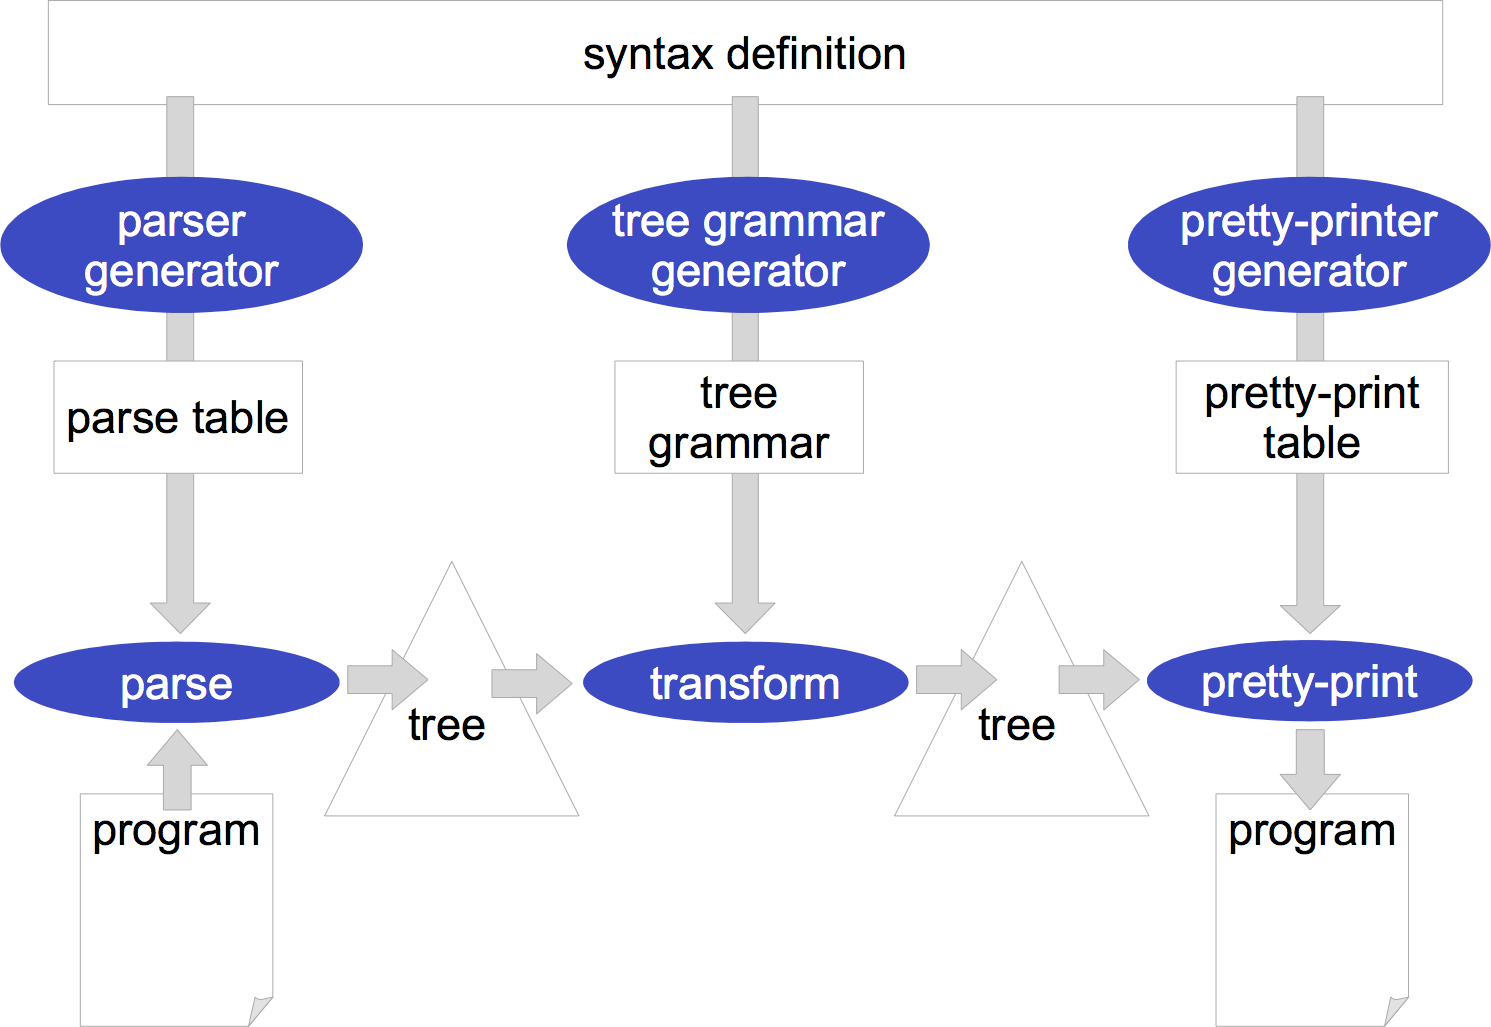 syntax definition
parser
generator
tree grammar
generator
pretty-printer
generator
parse table
tree
grammar
pretty-print
table
parse
tree
transform
tree
pretty-print
program
program